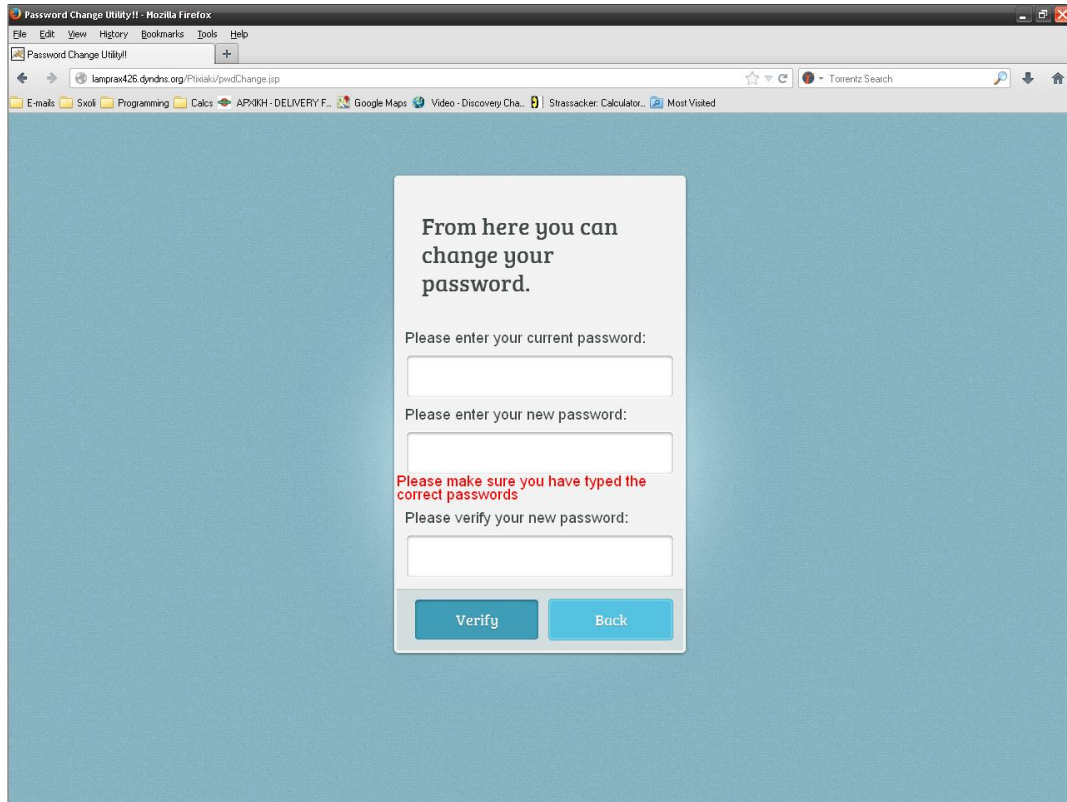 Password Change Utility!! - Mozilla Firefox
File Edit View History Bookmarks Tools Help
Password Change Utility!!
lamprax426.dyndns.org/Ptixiaki/pwdChange.jsp
Torrentz Search
E-mails Sxoli Programming Calcs ΑΡΧΙΚΗ - DELIVERY F... Google Maps Video - Discovery Cha... Strassacker: Calculator... Most Visited
From here you can
change your
password.
Please enter your current password:
Please enter your new password:
Please make sure you have typed the
correct passwords
Please verify your new password:
Verify Back